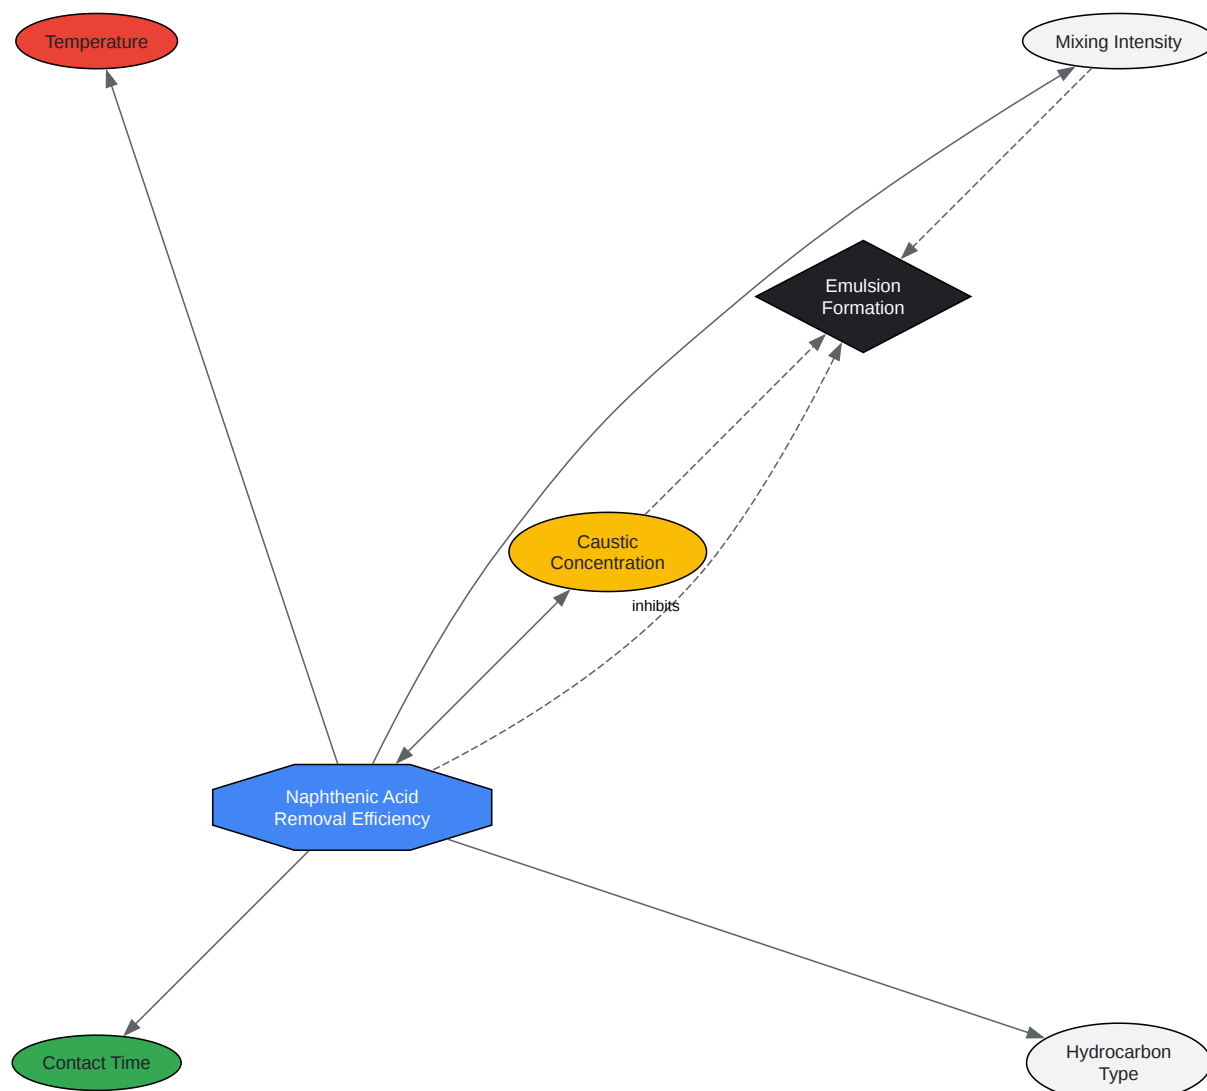 Temperature
Mixing Intensity
Emulsion
Formation
Caustic
Concentration
inhibits
Naphthenic Acid
Removal Efficiency
Contact Time
Hydrocarbon
Type